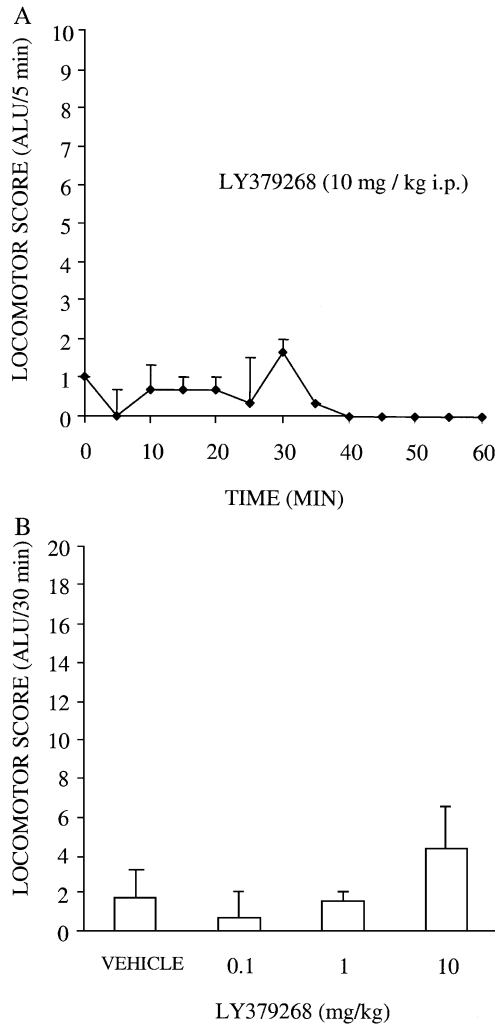 A
LOCOMOTOR SCORE (ALU/5 min)
10
9
8
7
6
5
4
3
2
1
0
LY379268 (10 mg / kg i.p.)
0 10 20 30 40 50 60
TIME (MIN)
B
LOCOMOTOR SCORE (ALU/30 min)
20
18
16
14
12
10
8
6
4
2
0
VEHICLE 0.1 1 10
LY379268 (mg/kg)